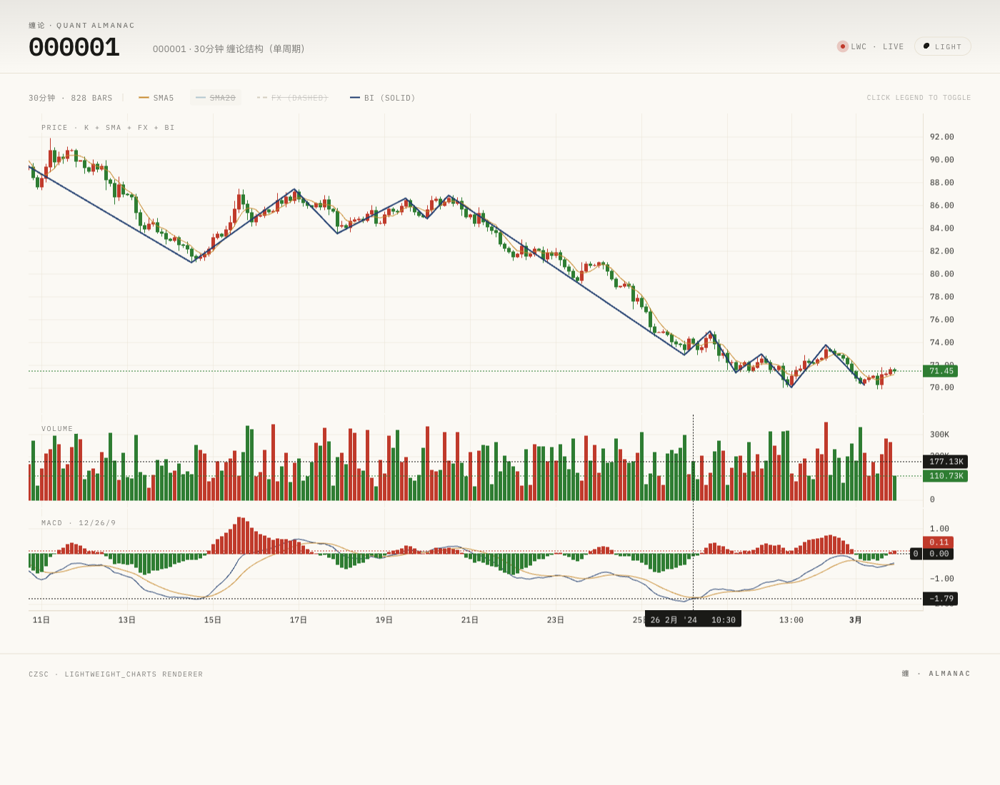 缠论 · QUANT ALMANAC
000001
000001 · 30分钟 缠论结构 (单周期)
LWC · LIVE
LIGHT
30分钟 · 828 BARS
SMA5
SMA20
FX (DASHED)
BI (SOLID)
CLICK LEGEND TO TOGGLE
PRICE · K + SMA + FX + BI
92.00
90.00
88.00
86.00
84.00
82.00
80.00
78.00
76.00
74.00
72.00
71.45
70.00
VOLUME
300K
200K
177.13K
110.73K
0
MACD · 12/26/9
1.00
0.11
0
0.00
−1.00
−1.79
11日
13日
15日
17日
19日
21日
23日
25日
26 2月 '24 10:30
13:00
3月
CZSC · LIGHTWEIGHT_CHARTS RENDERER
缠 · ALMANAC